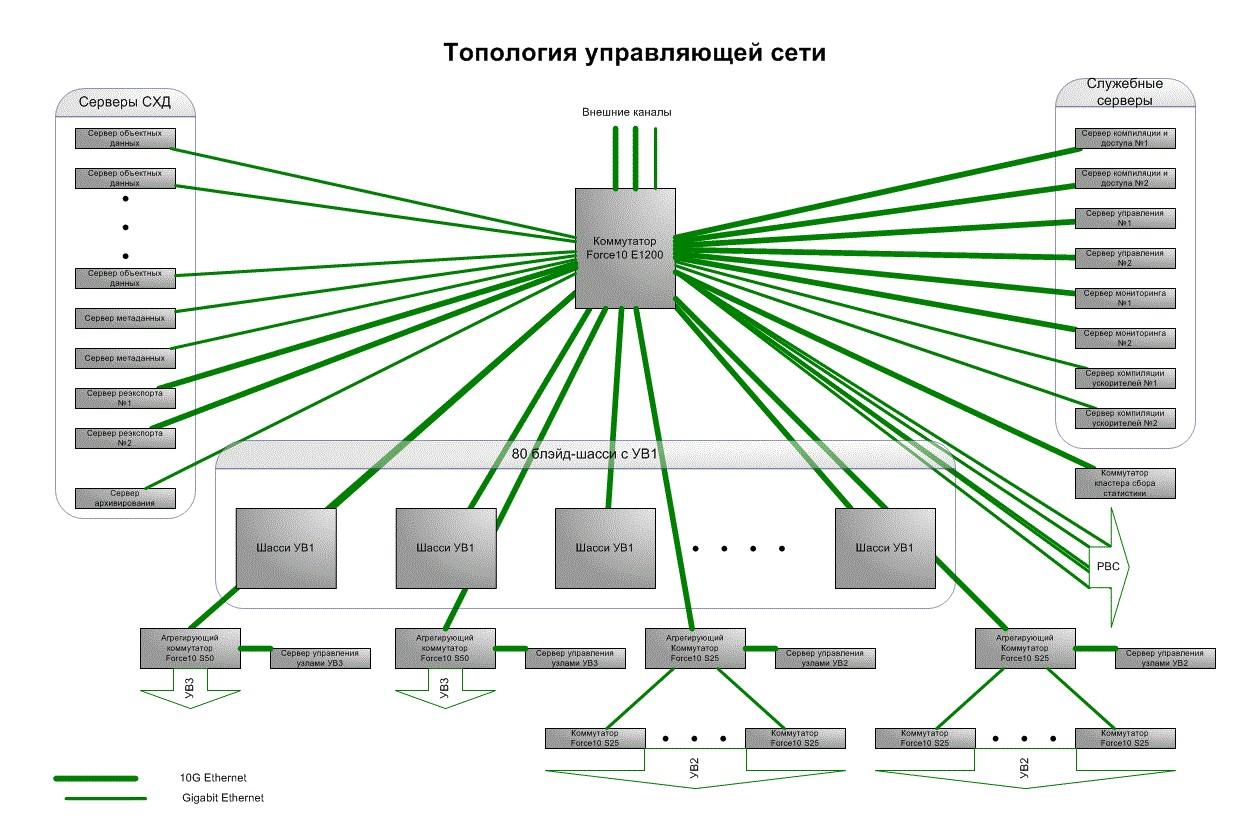 Топология управляющей сети
Серверы СХД
Сервер объектных
данных
Сервер объектных
данных
Сервер объектных
данных
Сервер метаданных
Сервер метаданных
Сервер реэкспорта
№1
Сервер реэкспорта
№2
Сервер
архивирования
Внешние каналы
Коммутатор
Force10 E1200
Служебные
серверы
Сервер компиляции и
доступа №1
Сервер компиляции и
доступа №2
Сервер управления
№1
Сервер управления
№2
Сервер мониторинга
№1
Сервер мониторинга
№2
Сервер компиляции
ускорителей №1
Сервер компиляции
ускорителей №2
Коммутатор
кластера сбора
статистики
РВС
80 блэйд-шасси с УВ1
Шасси УВ1
Шасси УВ1
Шасси УВ1
Шасси УВ1
Агрегирующий
коммутатор
Force10 S50
Сервер управления
узлами УВ3
УВ3
Агрегирующий
коммутатор
Force10 S50
Сервер управления
узлами УВ3
УВ3
Агрегирующий
Коммутатор
Force10 S25
Сервер управления
узлами УВ2
Коммутатор
Force10 S25
Коммутатор
Force10 S25
УВ2
Агрегирующий
Коммутатор
Force10 S25
Сервер управления
узлами УВ2
Коммутатор
Force10 S25
Коммутатор
Force10 S25
УВ2
10G Ethernet
Gigabit Ethernet